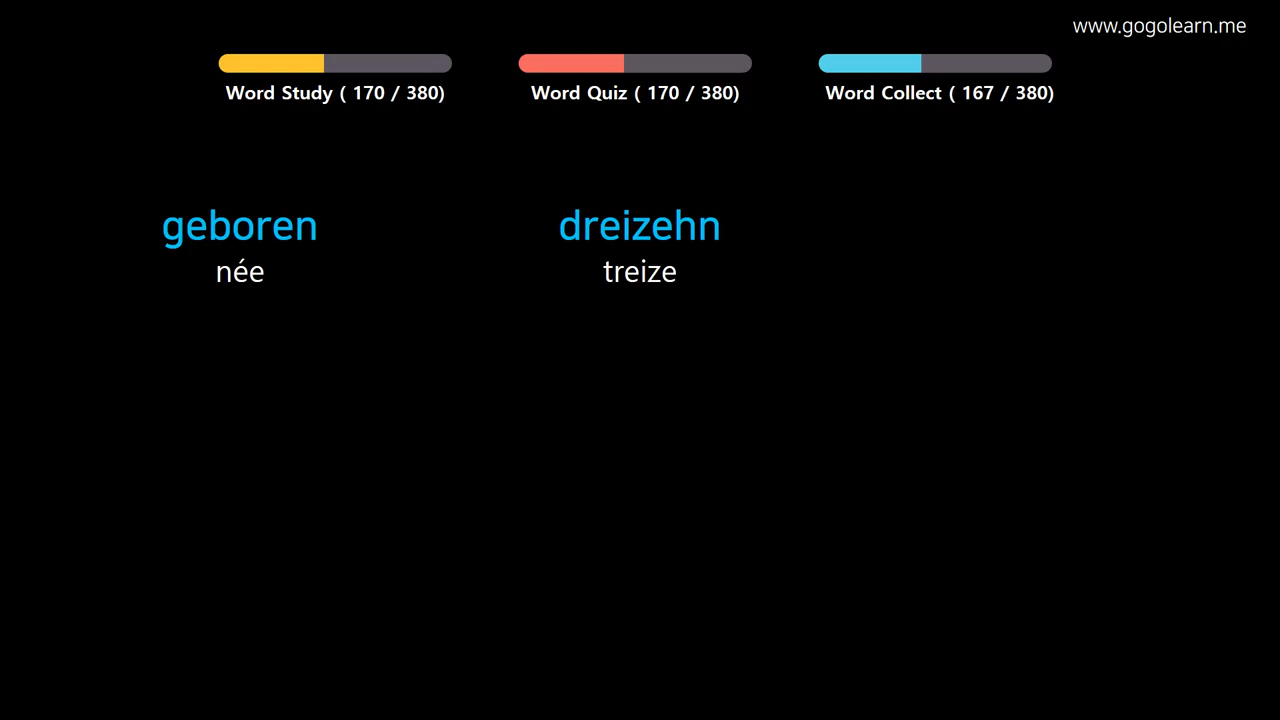 www.gogolearn.me
Word Study ( 170 / 380)
Word Quiz ( 170 / 380)
Word Collect ( 167 / 380)
geboren
dreizehn
née
treize